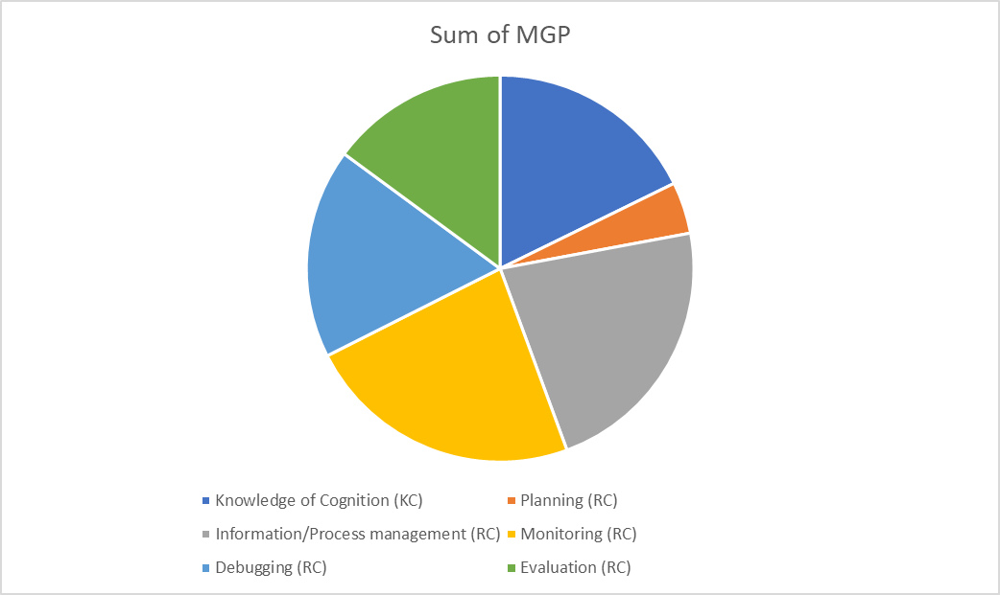 Sum of MGP
Knowledge of Cognition (KC)
Planning (RC)
Information/Process management (RC)
Monitoring (RC)
Debugging (RC)
Evaluation (RC)